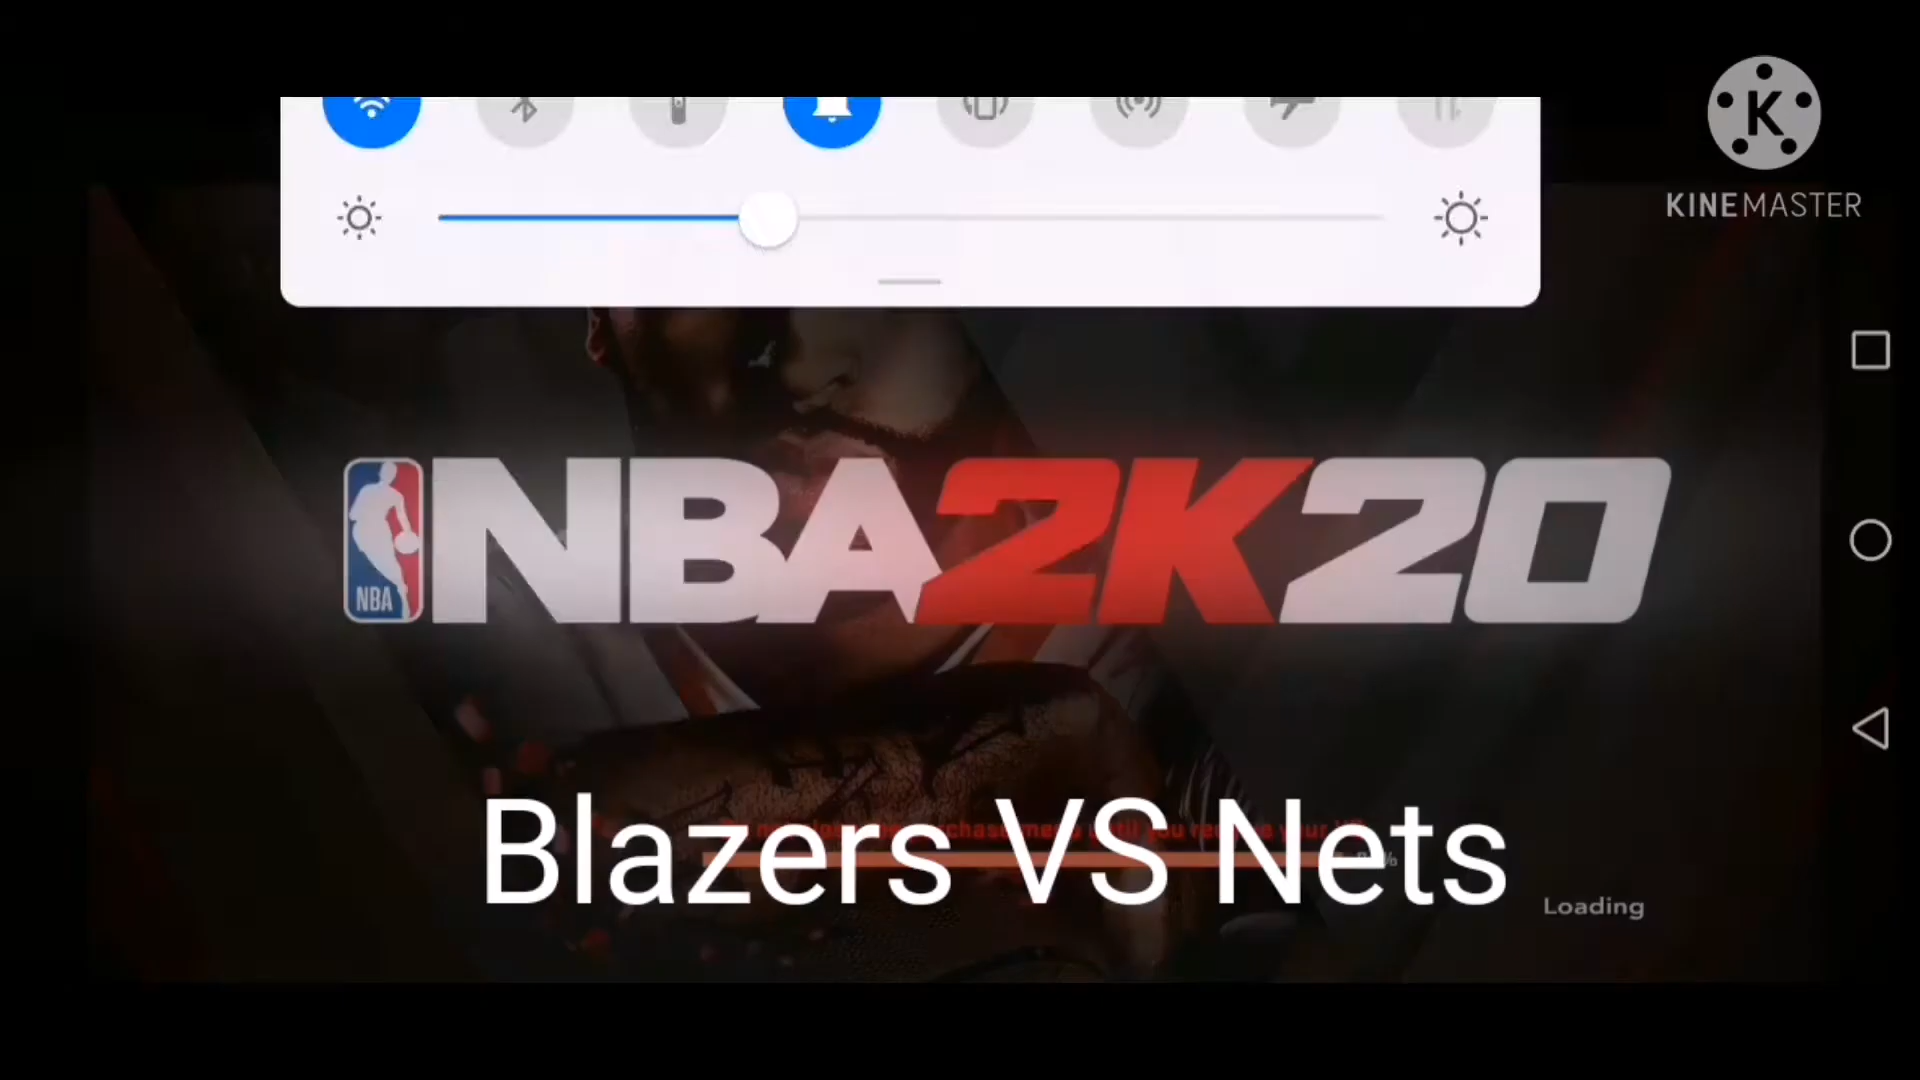 K
KINEMASTER
NBA
NBA2K20
Blazers VS Nets
Loading